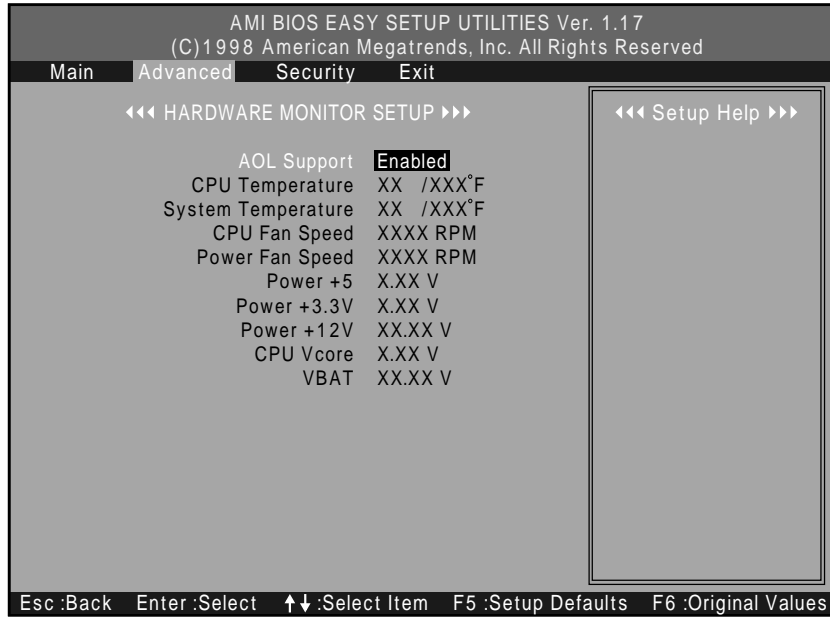 AMI BIOS EASY SETUP UTILITIES Ver. 1.17
(C)1998 American Megatrends, Inc. All Rights Reserved
Main Advanced Security Exit
HARDWARE MONITOR SETUP
Setup Help
AOL Support Enabled
CPU Temperature XX /XXX°F
System Temperature XX /XXX°F
CPU Fan Speed XXXX RPM
Power Fan Speed XXXX RPM
Power +5 X.XX V
Power +3.3V X.XX V
Power +12V XX.XX V
CPU Vcore X.XX V
VBAT XX.XX V
Esc :Back Enter :Select ↑↓ :Select Item F5 :Setup Defaults F6 :Original Values